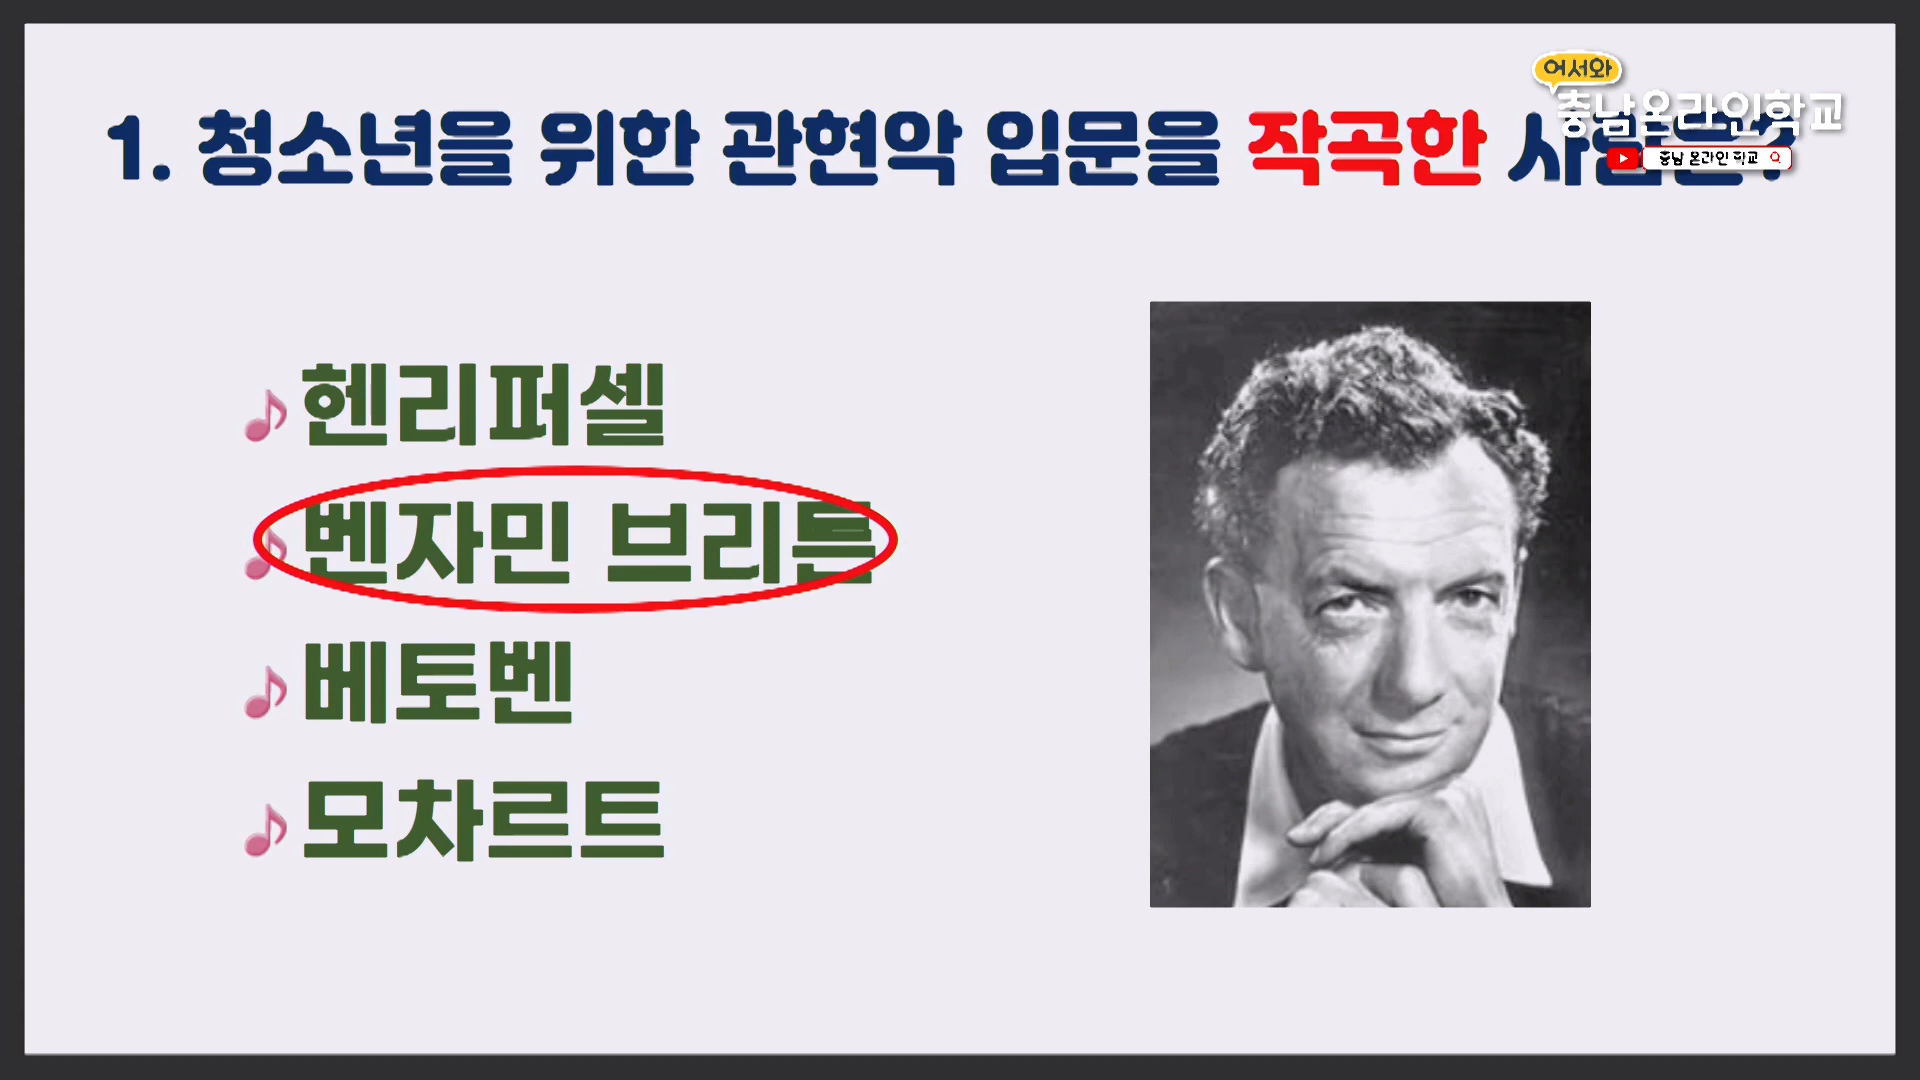 어서와
충남온라인학교
충남 온라인 학교
1. 청소년을 위한 관현악 입문을 작곡한
헨리퍼셀
벤자민 브리튼
베토벤
모차르트